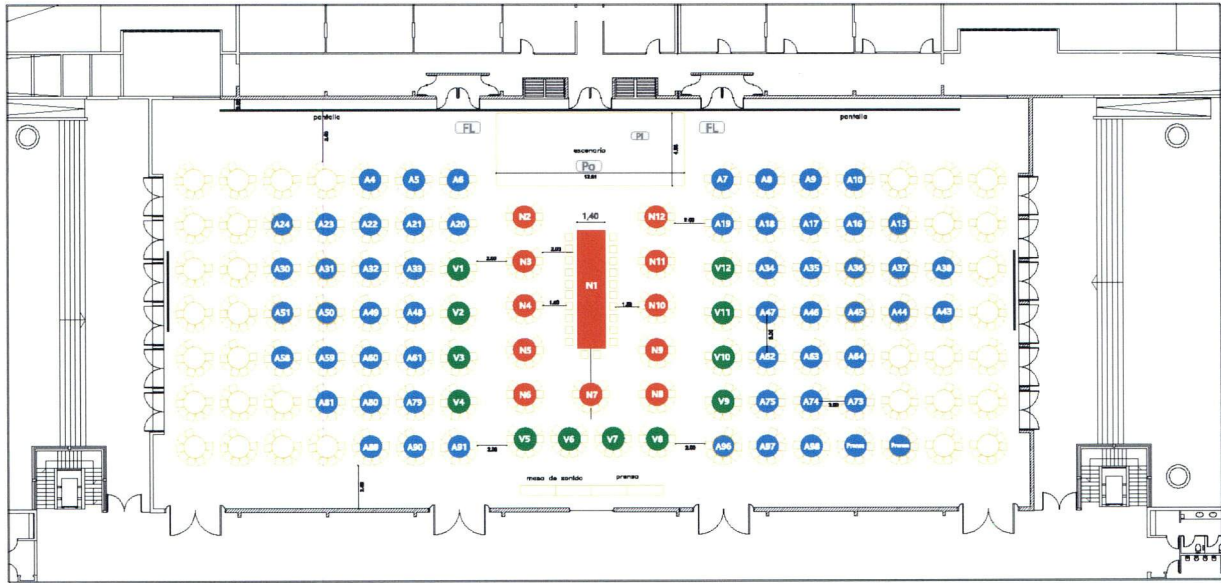 pantalla
pantalla
FL
PI
FL
escenario
Po
A4 A5 A6
A7 A8 A9 A10
A24 A23 A22 A21 A20
N2
1,40
N12
A19 A18 A17 A16 A15
A30 A31 A32 A33 V1
N3
N11
V12 A34 A35 A36 A37 A38
N1
A51 A50 A49 A48 V2
N4
N10
V11 A47 A46 A45 A44 A43
A58 A59 A60 A61 V3
N5
N9
V10 A62 A63 A64
A81 A80 A79 V4
N6
N7
N8
V9 A75 A74 A73
A89 A90 A91
V5 V6 V7 V8
A96 A97 A98 Prensa Prensa
mesa de sonido
prensa